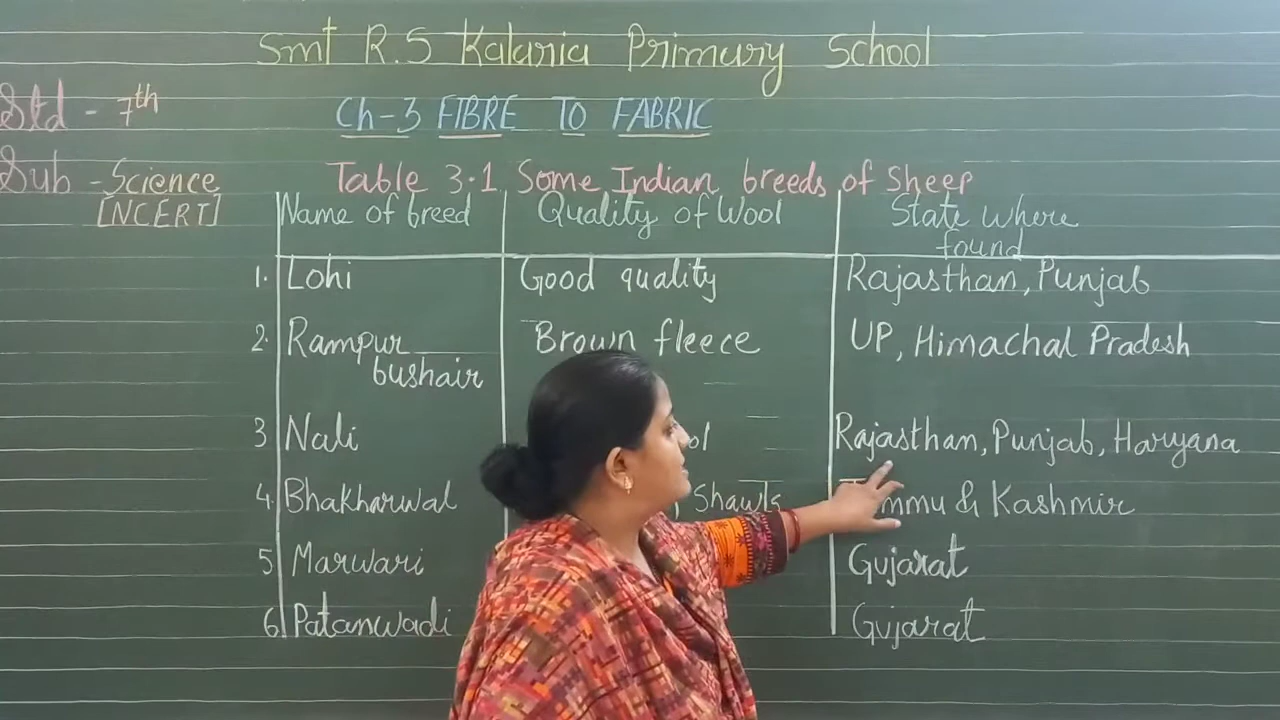 Smt R.S Kalaria Primary School
Std - 7th
Ch-3 FIBRE TO FABRIC
Sub - Science
[NCERT]
Table 3.1 Some Indian breeds of Sheep
Name of breed Quality of Wool State where found
1. Lohi Good quality Rajasthan, Punjab
2. Rampur bushair Brown fleece UP, Himachal Pradesh
3 Nali Rajasthan, Punjab, Haryana
4. Bhakharwal Shawls & Kashmir
5 Marwari Gujarat
6 Patanwadi Gujarat